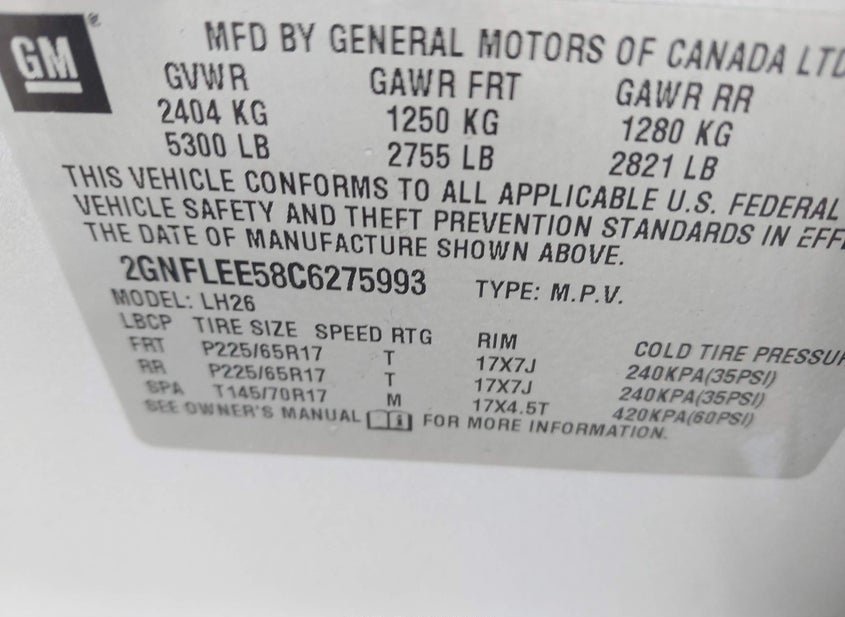 GM®
MFD BY GENERAL MOTORS OF CANADA LTD
GVWR GAWR FRT GAWR RR
2404 KG 1250 KG 1280 KG
5300 LB 2755 LB 2821 LB
THIS VEHICLE CONFORMS TO ALL APPLICABLE U.S. FEDERAL
VEHICLE SAFETY AND THEFT PREVENTION STANDARDS IN EFF
THE DATE OF MANUFACTURE SHOWN ABOVE.
2GNFLEE58C6275993 TYPE: M.P.V.
MODEL: LH26
LBCP TIRE SIZE SPEED RTG RIM COLD TIRE PRESSUR
FRT P225/65R17 T 17X7J 240KPA(35PSI)
RR P225/65R17 T 17X7J 240KPA(35PSI)
SPA T145/70R17 M 17X4.5T 420KPA(60PSI)
SEE OWNER'S MANUAL i FOR MORE INFORMATION.